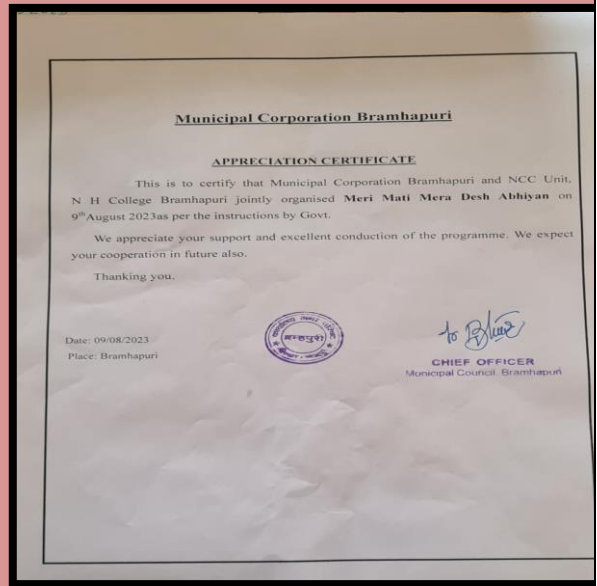 Municipal Corporation Bramhapuri
APPRECIATION CERTIFICATE
This is to certify that Municipal Corporation Bramhapuri and NCC Unit,
N H College Bramhapuri jointly organised Meri Mati Mera Desh Abhiyan on
9th August 2023as per the instructions by Govt.
We appreciate your support and excellent conduction of the programme. We expect
your cooperation in future also.
Thanking you.
Date: 09/08/2023
Place: Bramhapuri
ब्रम्हपुरी
CHIEF OFFICER
Municipal Council, Bramhapuri